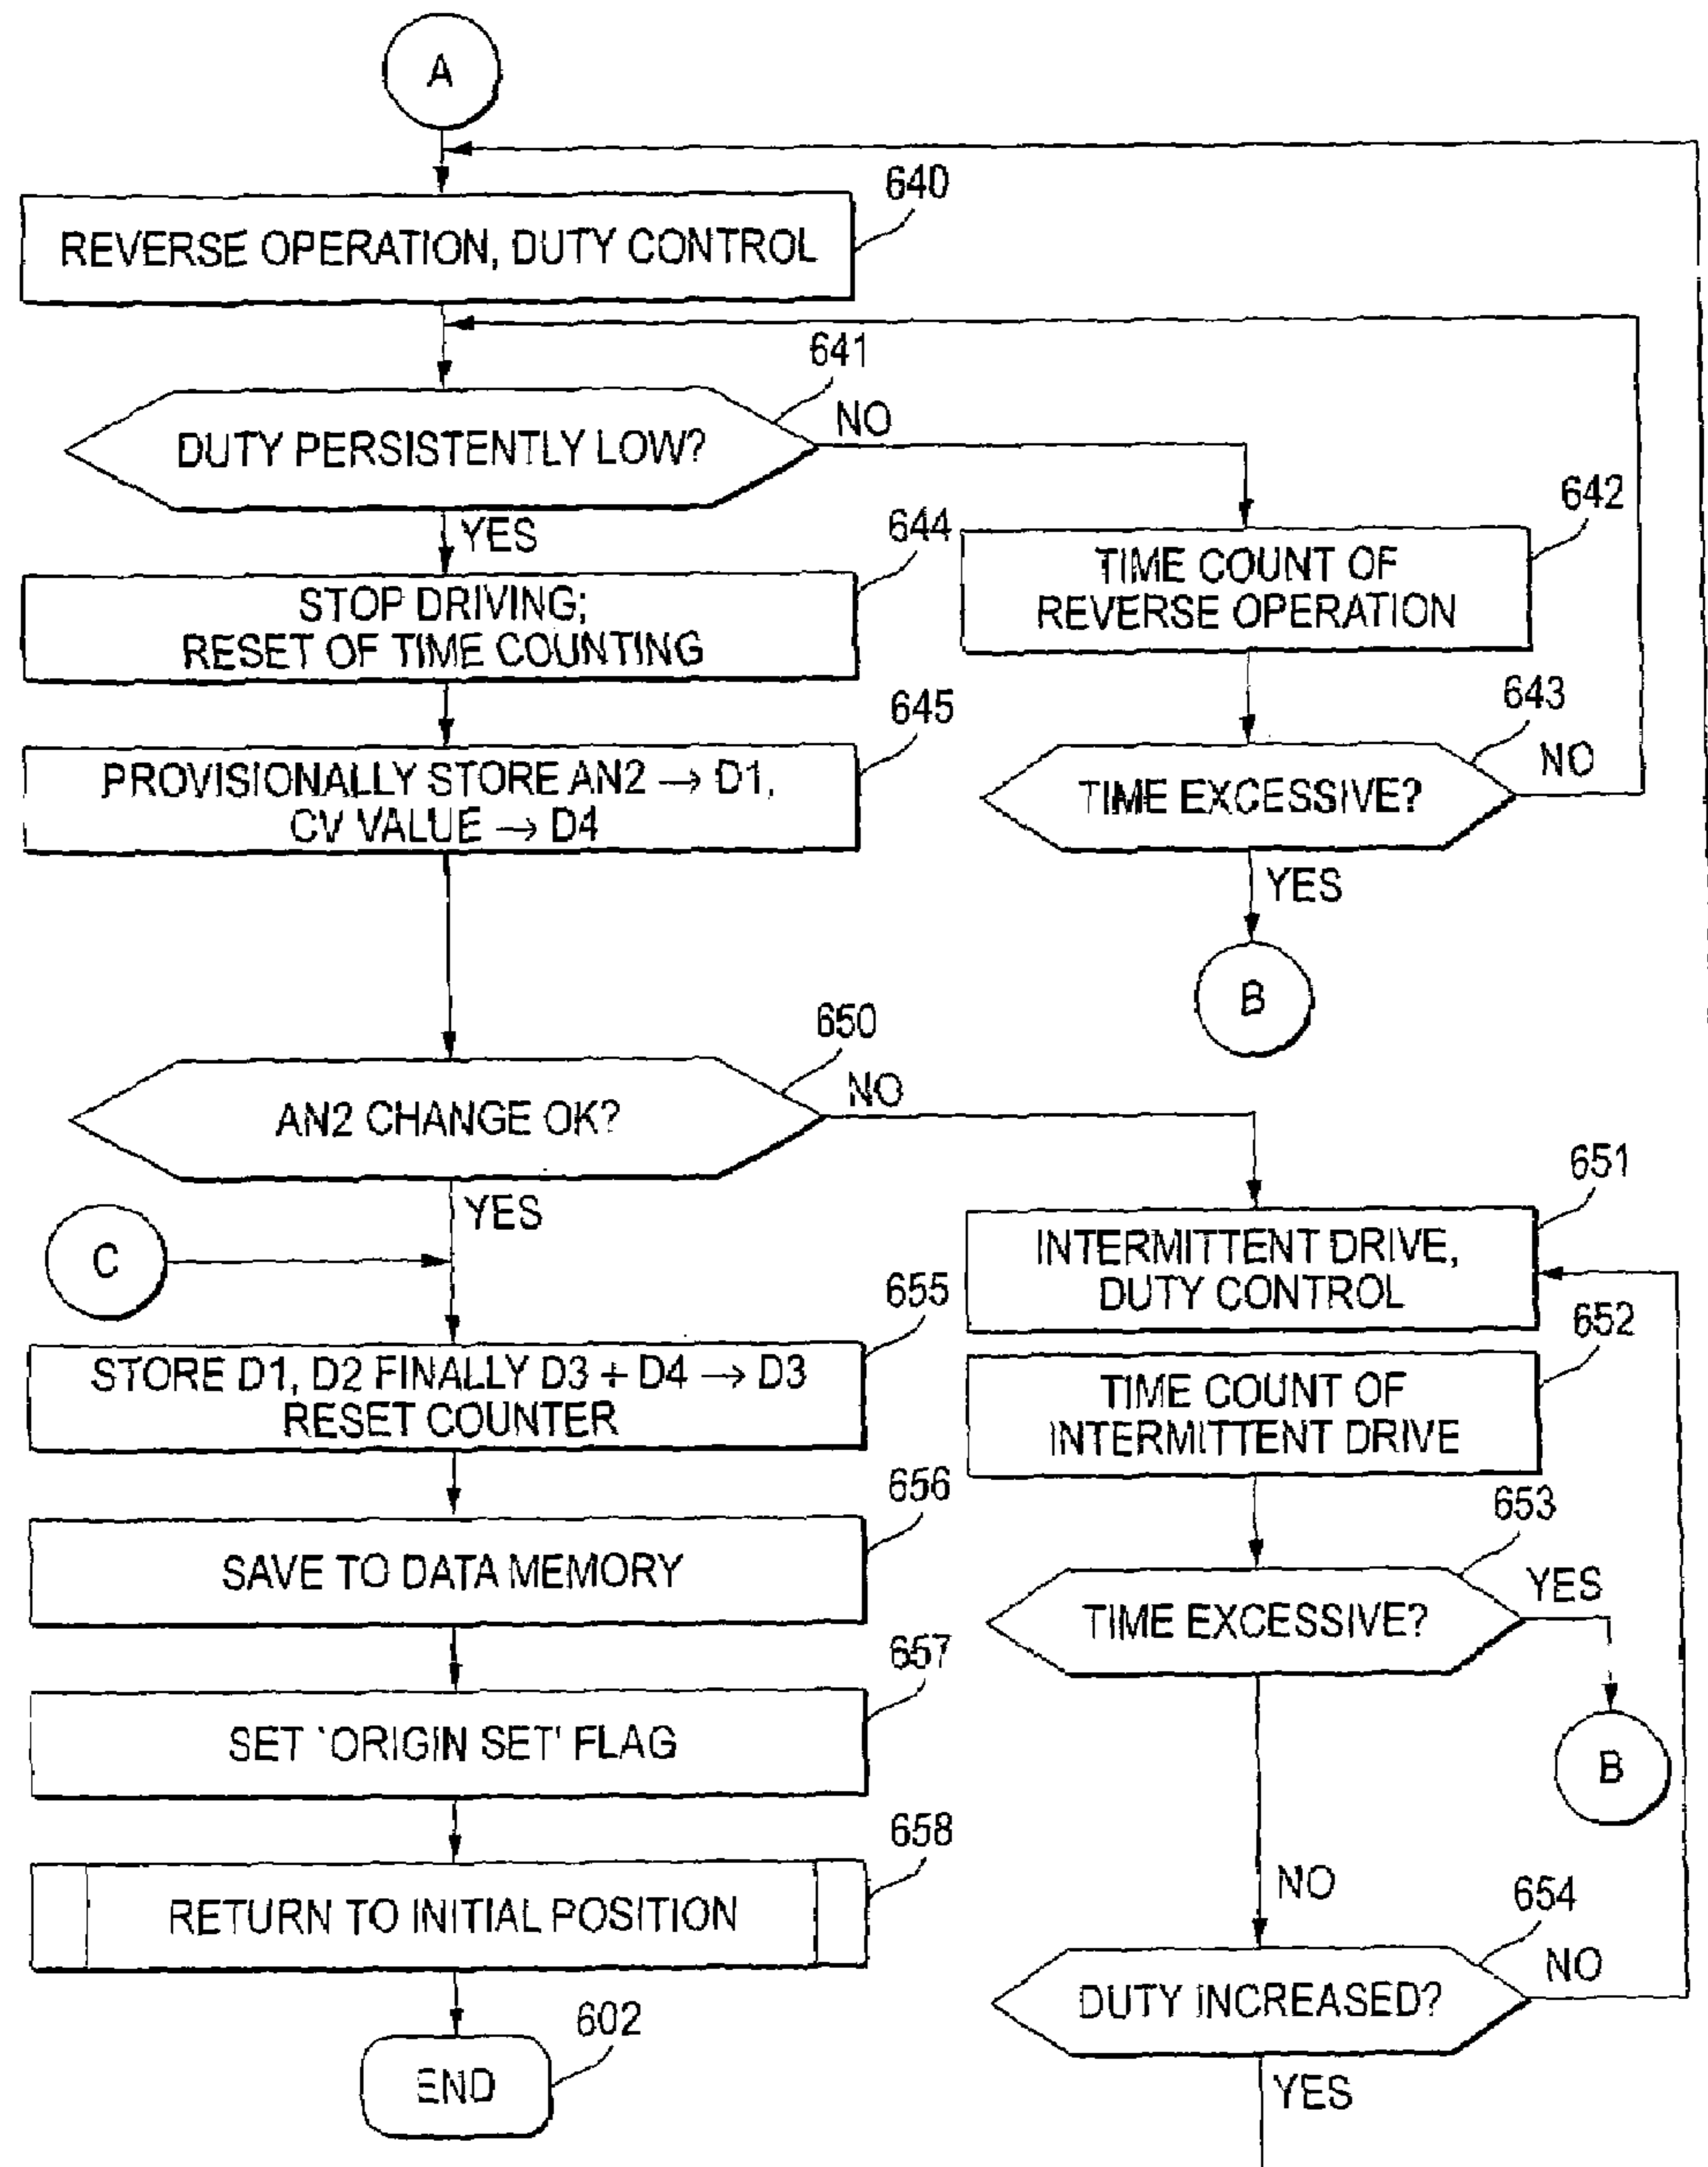 A
640
REVERSE OPERATION, DUTY CONTROL
641
DUTY PERSISTENTLY LOW?
NO
YES
642
TIME COUNT OF
REVERSE OPERATION
644
STOP DRIVING;
RESET OF TIME COUNTING
643
TIME EXCESSIVE?
NO
YES
B
645
PROVISIONALLY STORE AN2 → D1,
CV VALUE → D4
650
AN2 CHANGE OK?
NO
YES
C
651
INTERMITTENT DRIVE,
DUTY CONTROL
655
STORE D1, D2 FINALLY D3 + D4 → D3
RESET COUNTER
652
TIME COUNT OF
INTERMITTENT DRIVE
656
SAVE TO DATA MEMORY
653
TIME EXCESSIVE?
YES
B
NO
657
SET 'ORIGIN SET' FLAG
658
RETURN TO INITIAL POSITION
654
DUTY INCREASED?
NO
YES
602
END